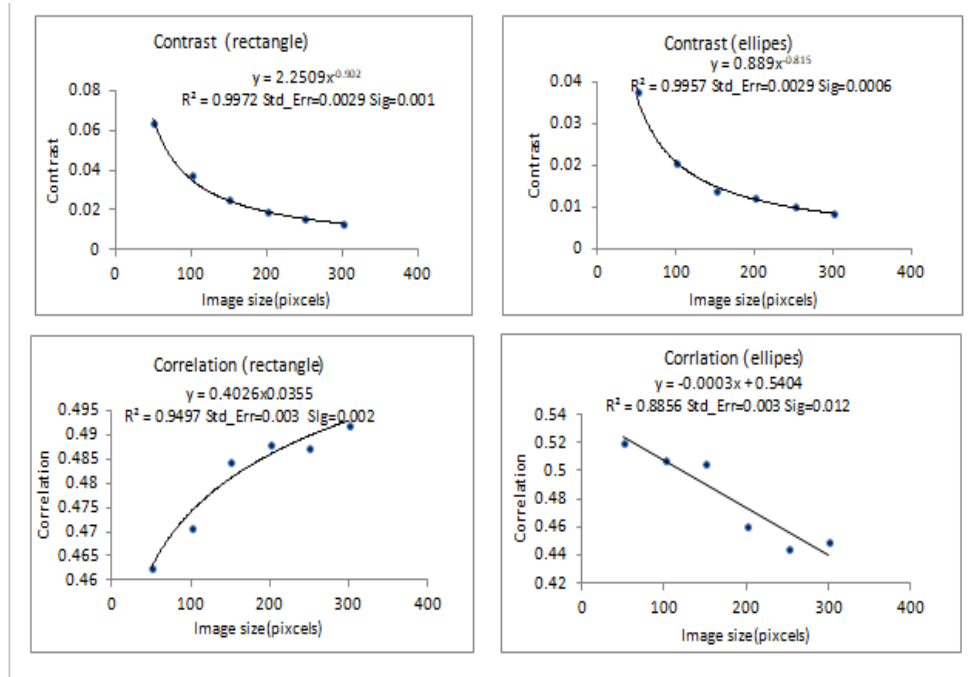 Contrast (rectangle)
y = 2.2509x^-0.902
R² = 0.9972 Std_Err=0.0029 Sig=0.001
0.08
0.06
0.04
0.02
0
Contrast
0 100 200 300 400
Image size(pixcels)
Contrast (ellipes)
y = 0.889x^-0.815
R² = 0.9957 Std_Err=0.0029 Sig=0.0006
0.04
0.03
0.02
0.01
0
Contrast
0 100 200 300 400
Image size(pixcels)
Correlation (rectangle)
y = 0.4026x0.0355
R² = 0.9497 Std_Err=0.003 Sig=0.002
0.495
0.49
0.485
0.48
0.475
0.47
0.465
0.46
Correlation
0 100 200 300 400
Image size(pixcels)
Corrlation (ellipes)
y = -0.0003x + 0.5404
R² = 0.8856 Std_Err=0.003 Sig=0.012
0.54
0.52
0.5
0.48
0.46
0.44
0.42
Correlation
0 100 200 300 400
Image size(pixcels)